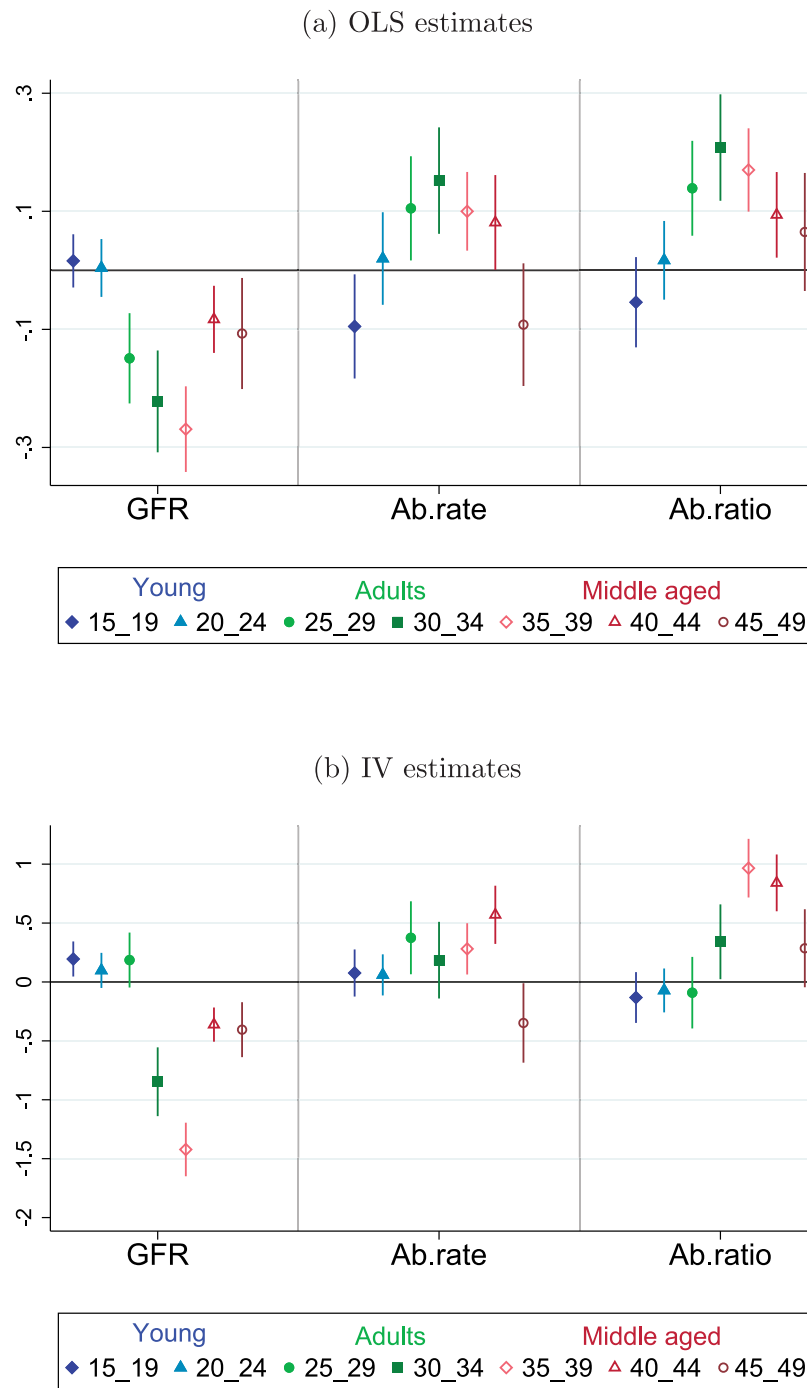 (a) OLS estimates
.3
.1
-.1
-.3
GFR Ab.rate Ab.ratio
Young Adults Middle aged
15_19 20_24 25_29 30_34 35_39 40_44 45_49
(b) IV estimates
1
.5
0
-.5
-1
-1.5
-2
GFR Ab.rate Ab.ratio
Young Adults Middle aged
15_19 20_24 25_29 30_34 35_39 40_44 45_49